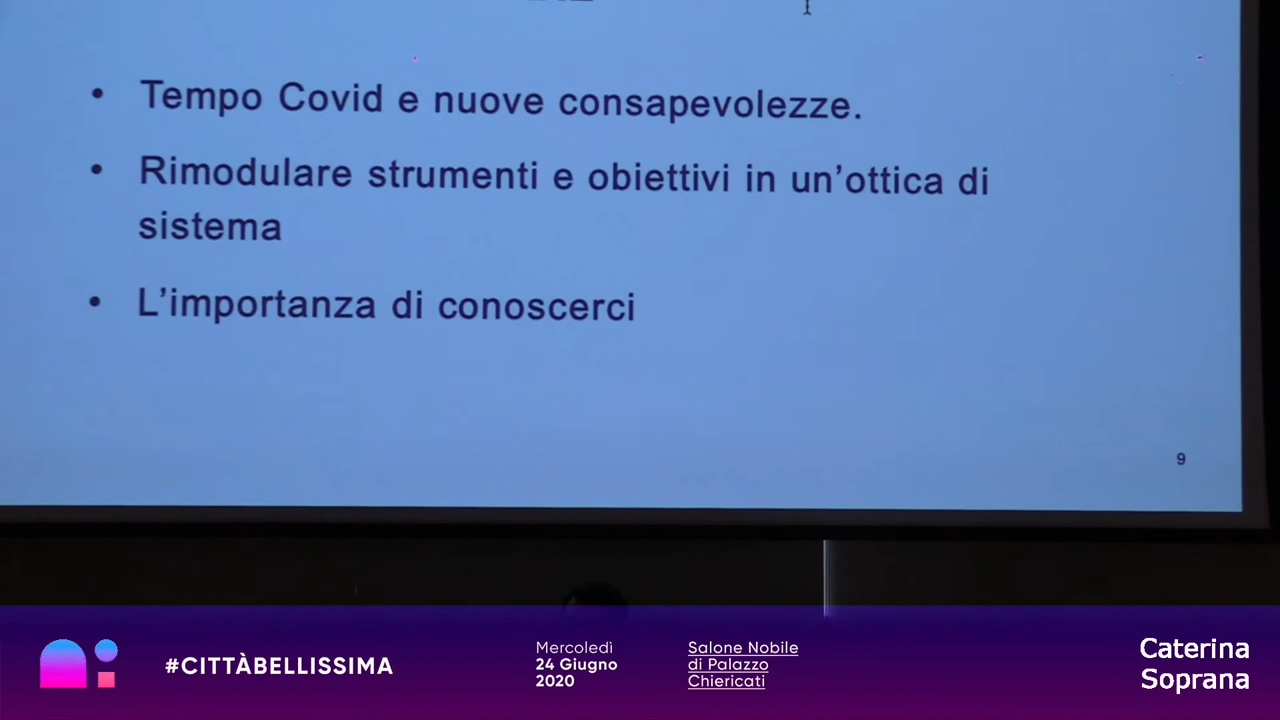 • Tempo Covid e nuove consapevolezze.
• Rimodulare strumenti e obiettivi in un'ottica di
sistema
• L'importanza di conoscerci
9
#CITTÀBELLISSIMA
Mercoledì
24 Giugno
2020
Salone Nobile
di Palazzo
Chiericati
Caterina
Soprana